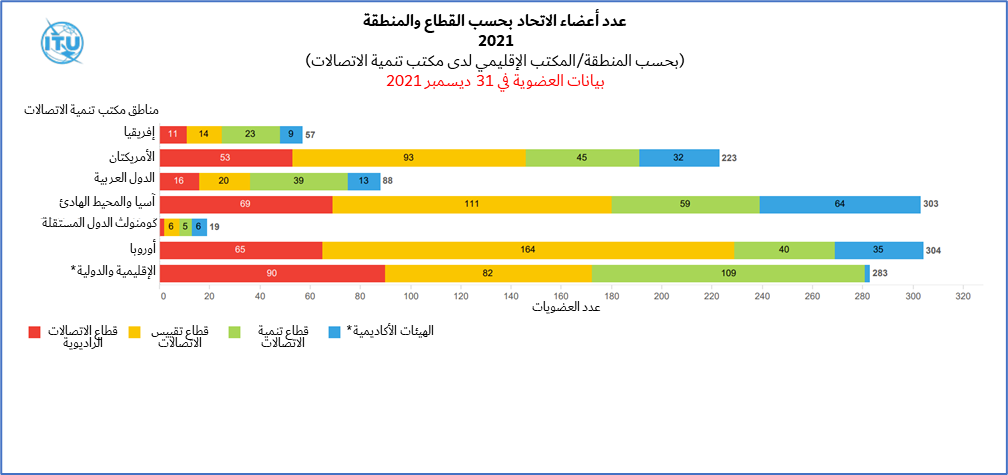 ITU
عدد أعضاء الاتحاد بحسب القطاع والمنطقة
2021
(بحسب المنطقة/المكتب الإقليمي لدى مكتب تنمية الاتصالات)
بيانات العضوية في 31 ديسمبر 2021
مناطق مكتب تنمية الاتصالات
إفريقيا 11 14 23 9 57
الأمريكتان 53 93 45 32 223
الدول العربية 16 20 39 13 88
آسيا والمحيط الهادئ 69 111 59 64 303
كومنولث الدول المستقلة 6 5 6 19
أوروبا 65 164 40 35 304
الإقليمية والدولية* 90 82 109 283
0 20 40 60 80 100 120 140 160 180 200 220 240 260 280 300 320
عدد العضويات
قطاع الاتصالات الراديوية
قطاع تقييس الاتصالات
قطاع تنمية الاتصالات
الهيئات الأكاديمية*